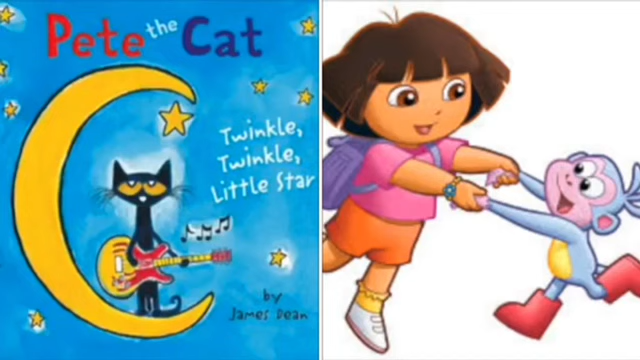 Pete the Cat
Twinkle,
Twinkle,
Little Star
by
James Dean